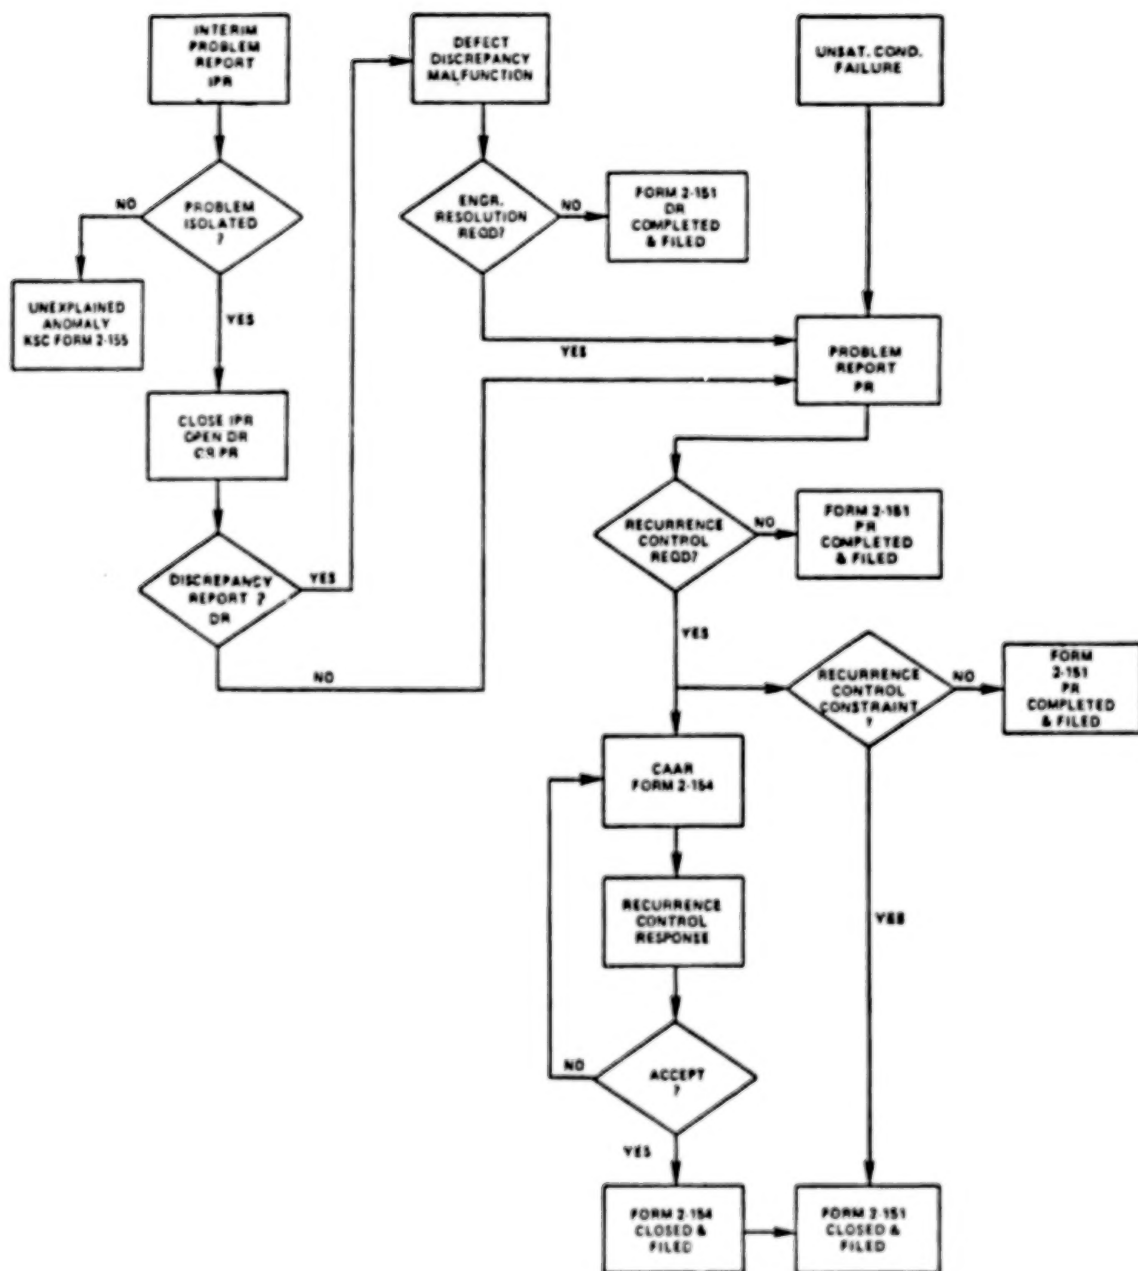 INTERIM
PROBLEM
REPORT
IPR
DEFECT
DISCREPANCY
MALFUNCTION
UNSAT. COND.
FAILURE
NO
PROBLEM
ISOLATED
?
ENGR.
RESOLUTION
REQD?
NO
FORM 2-151
DR
COMPLETED
& FILED
UNEXPLAINED
ANOMALY
KSC FORM 2-155
YES
YES
PROBLEM
REPORT
PR
CLOSE IPR
OPEN DR
OR PR
RECURRENCE
CONTROL
REQD?
NO
FORM 2-151
PR
COMPLETED
& FILED
DISCREPANCY
REPORT ?
DR
YES
NO
YES
RECURRENCE
CONTROL
CONSTRAINT
?
NO
FORM
2-151
PR
COMPLETED
& FILED
CAAR
FORM 2-154
RECURRENCE
CONTROL
RESPONSE
YES
NO
ACCEPT
?
YES
FORM 2-154
CLOSED &
FILED
FORM 2-151
CLOSED &
FILED